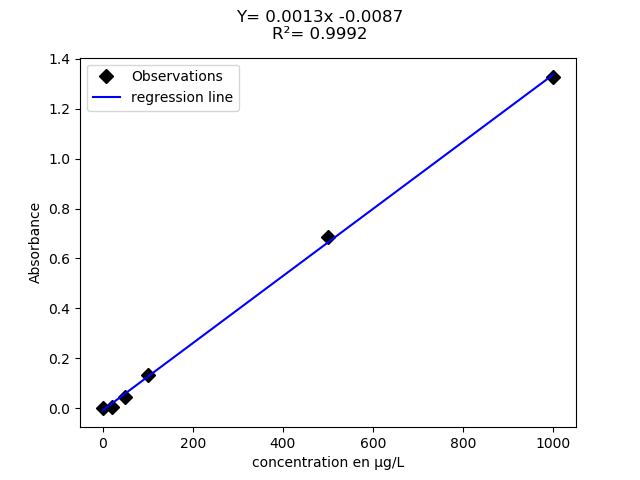 Y= 0.0013x -0.0087
R²= 0.9992
Observations
regression line
Absorbance
1.4
1.2
1.0
0.8
0.6
0.4
0.2
0.0
0 200 400 600 800 1000
concentration en µg/L